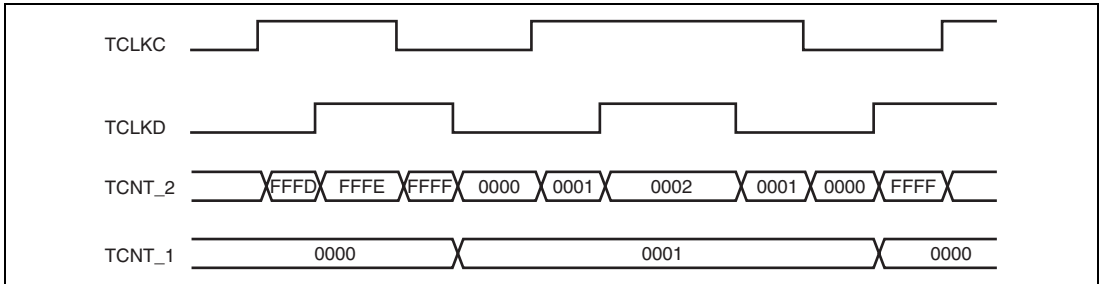 TCLKC
TCLKD
TCNT_2 FFFD FFFE FFFF 0000 0001 0002 0001 0000 FFFF
TCNT_1 0000 0001 0000